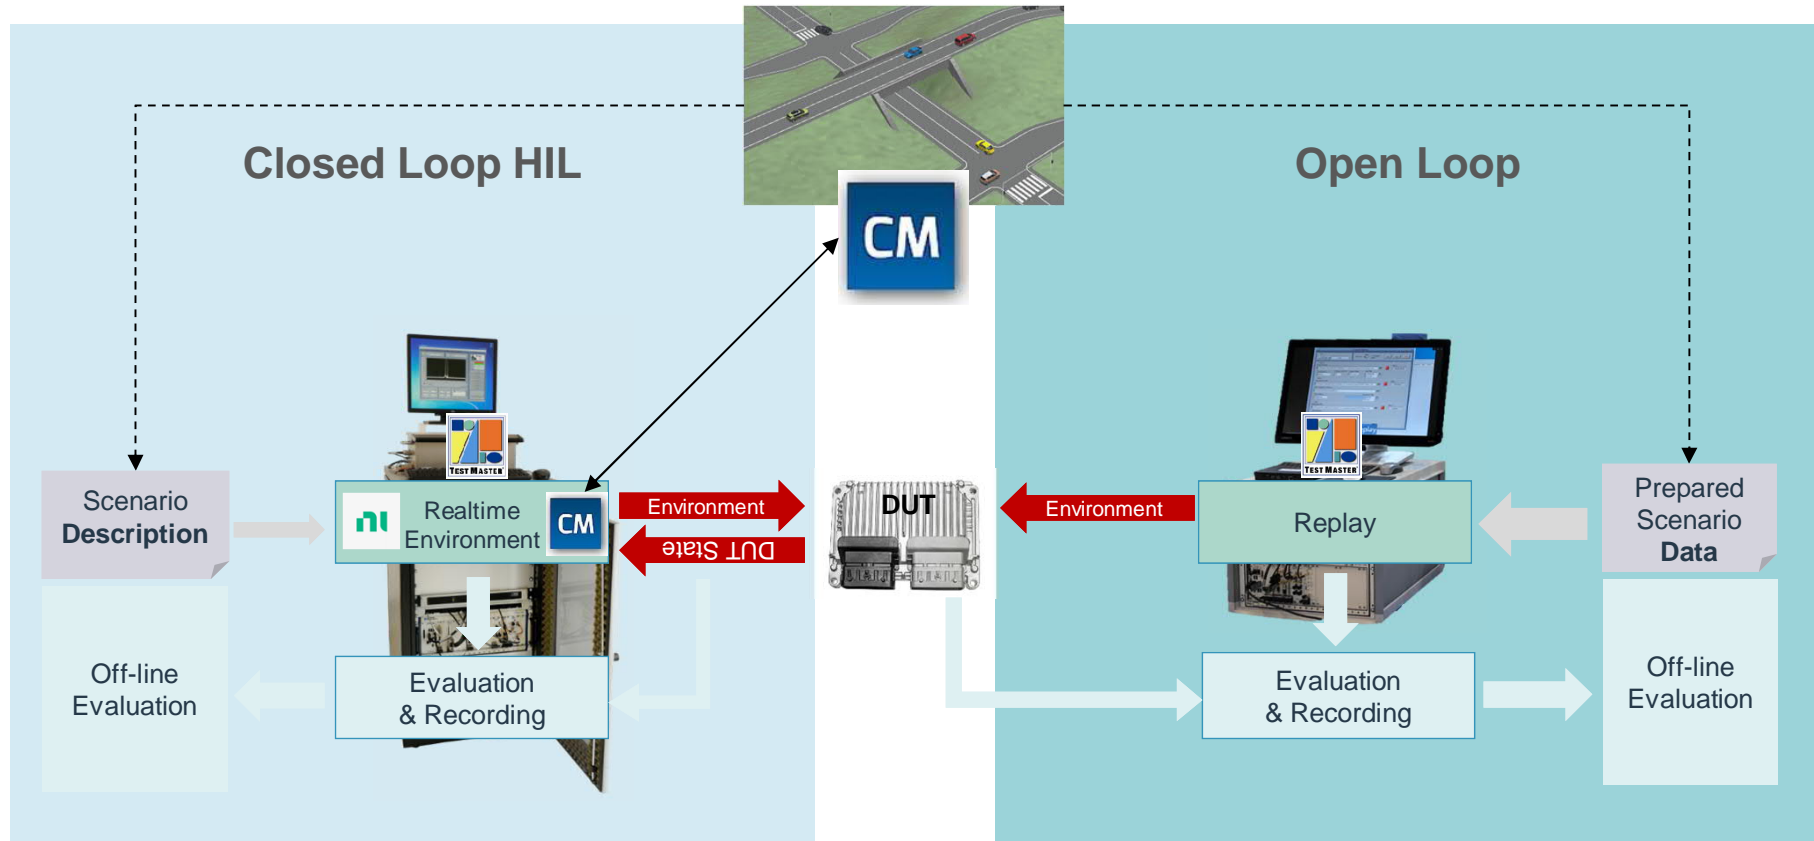 Closed Loop HIL
Open Loop
CM
TEST MASTER
TEST MASTER
Scenario
Description
Realtime
Environment
CM
Environment
DUT State
DUT
Environment
Replay
Prepared
Scenario
Data
Off-line
Evaluation
Evaluation
& Recording
Evaluation
& Recording
Off-line
Evaluation